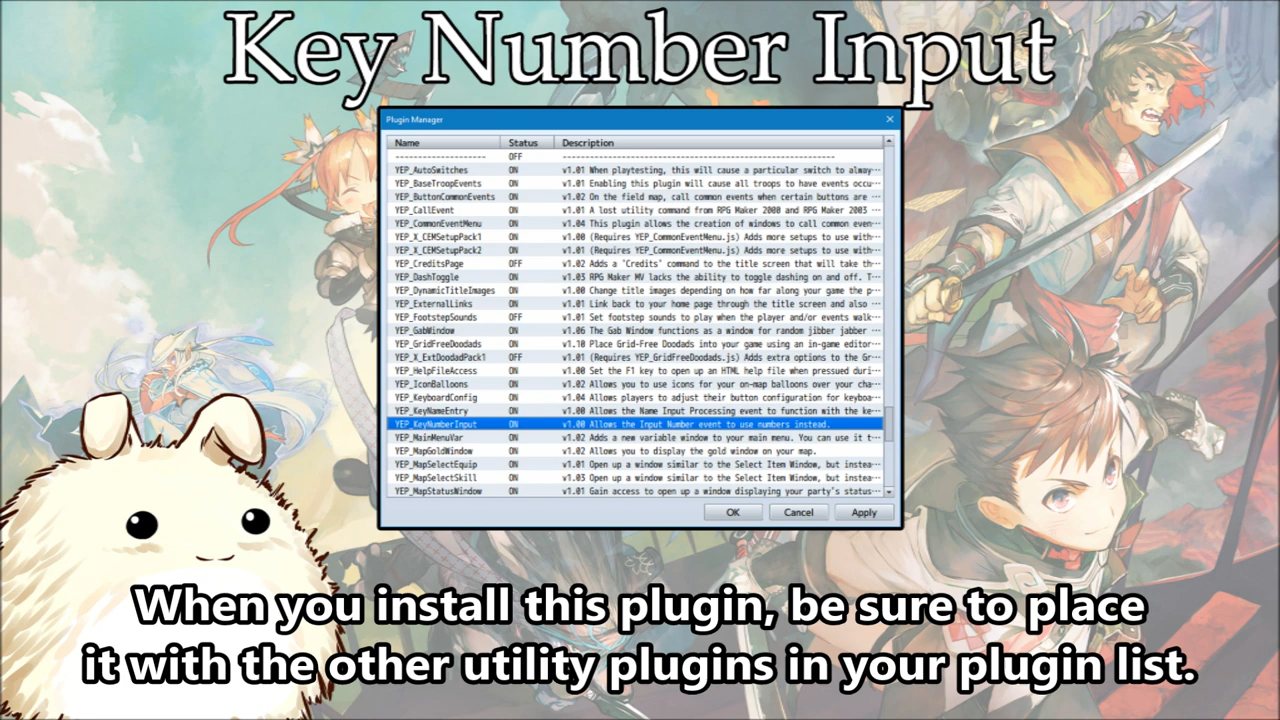 Key Number Input
Plugin Manager
Name Status Description
-------------------- OFF ------------------------------------------------------------
YEP_AutoSwitches ON v1.01 When playtesting, this will cause a particular switch to alway…
YEP_BaseTroopEvents ON v1.01 Enabling this plugin will cause all troops to have events occu…
YEP_ButtonCommonEvents ON v1.02 On the field map, call common events when certain buttons are …
YEP_CallEvent ON v1.01 A lost utility command from RPG Maker 2000 and RPG Maker 2003 …
YEP_CommonEventMenu ON v1.04 This plugin allows the creation of windows to call common even…
YEP_X_CEMSetupPack1 ON v1.00 (Requires YEP_CommonEventMenu.js) Adds more setups to use with…
YEP_X_CEMSetupPack2 ON v1.01 (Requires YEP_CommonEventMenu.js) Adds more setups to use with…
YEP_CreditsPage OFF v1.02 Adds a 'Credits' command to the title screen that will take th…
YEP_DashToggle ON v1.03 RPG Maker MV lacks the ability to toggle dashing on and off. T…
YEP_DynamicTitleImages ON v1.00 Change title images depending on how far along your game the p…
YEP_ExternalLinks ON v1.01 Link back to your home page through the title screen and also …
YEP_FootstepSounds OFF v1.01 Set footstep sounds to play when the player and/or events walk…
YEP_GabWindow ON v1.06 The Gab Window functions as a window for random jibber jabber …
YEP_GridFreeDoodads ON v1.10 Place Grid-Free Doodads into your game using an in-game editor…
YEP_X_ExtDoodadPack1 OFF v1.01 (Requires YEP_GridFreeDoodads.js) Adds extra options to the Gr…
YEP_HelpFileAccess ON v1.00 Set the F1 key to open up an HTML help file when pressued duri…
YEP_IconBalloons ON v1.02 Allows you to use icons for your on-map balloons over your cha…
YEP_KeyboardConfig ON v1.04 Allows players to adjust their button configuration for keyboa…
YEP_KeyNameEntry ON v1.00 Allows the Name Input Processing event to function with the ke…
YEP_KeyNumberInput ON v1.00 Allows the Input Number event to use numbers instead.
YEP_MainMenuVar ON v1.02 Adds a new variable window to your main menu. You can use it t…
YEP_MapGoldWindow ON v1.02 Allows you to display the gold window on your map.
YEP_MapSelectEquip ON v1.01 Open up a window similar to the Select Item Window, but instea…
YEP_MapSelectSkill ON v1.03 Open up a window similar to the Select Item Window, but instea…
YEP_MapStatusWindow ON v1.01 Gain access to open up a window displaying your party's status…
OK Cancel Apply
When you install this plugin, be sure to place
it with the other utility plugins in your plugin list.